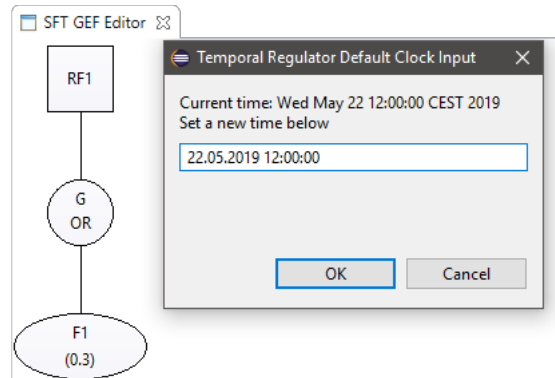 SFT GEF Editor
RF1
G
OR
F1
(0.3)
Temporal Regulator Default Clock Input
Current time: Wed May 22 12:00:00 CEST 2019
Set a new time below
22.05.2019 12:00:00
OK
Cancel